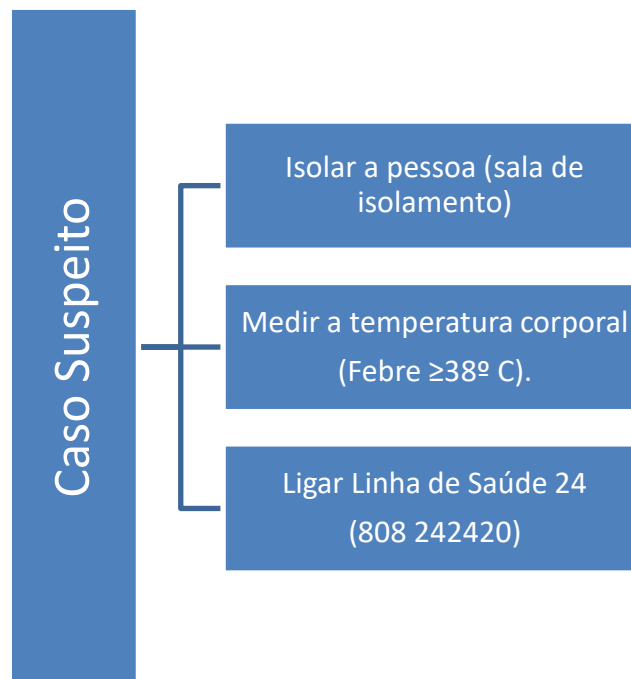 Caso Suspeito
Isolar a pessoa (sala de
isolamento)
Medir a temperatura corporal
(Febre ≥38º C).
Ligar Linha de Saúde 24
(808 242420)